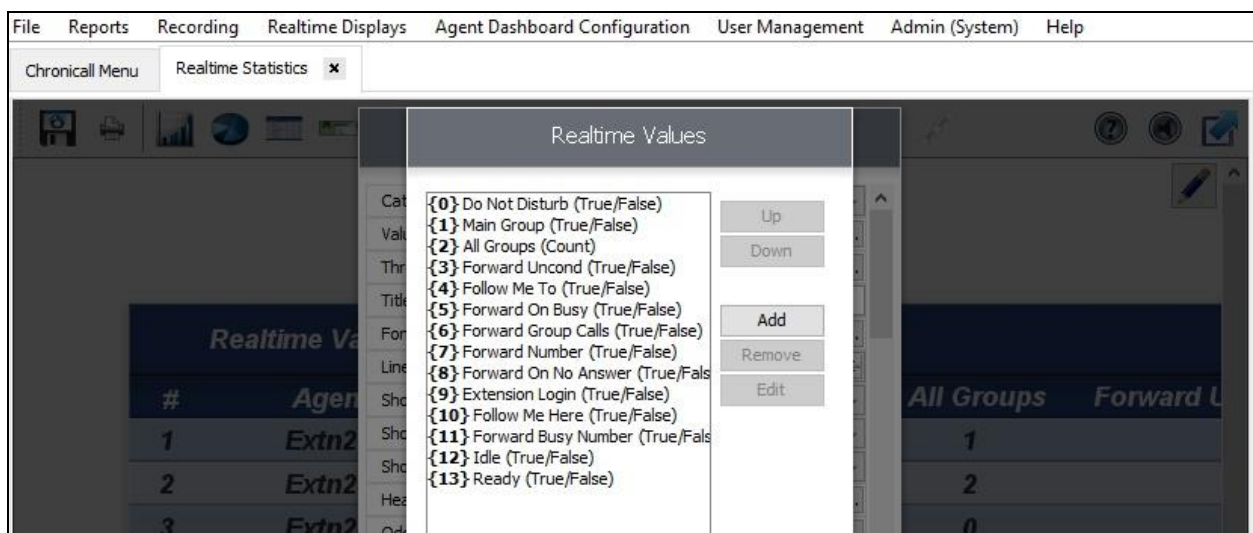 File Reports Recording Realtime Displays Agent Dashboard Configuration User Management Admin (System) Help
Chronicall Menu Realtime Statistics
Realtime Values
{0} Do Not Disturb (True/False)
{1} Main Group (True/False)
{2} All Groups (Count)
{3} Forward Uncond (True/False)
{4} Follow Me To (True/False)
{5} Forward On Busy (True/False)
{6} Forward Group Calls (True/False)
{7} Forward Number (True/False)
{8} Forward On No Answer (True/Fals
{9} Extension Login (True/False)
{10} Follow Me Here (True/False)
{11} Forward Busy Number (True/Fals
{12} Idle (True/False)
{13} Ready (True/False)
Up
Down
Add
Remove
Edit
Cat
Valu
Thr
Title
Fon
Line
Sho
Sho
Sho
Hea
Realtime Va
# Agen All Groups Forward U
1 Extn2 1
2 Extn2 2
3 Extn2 0